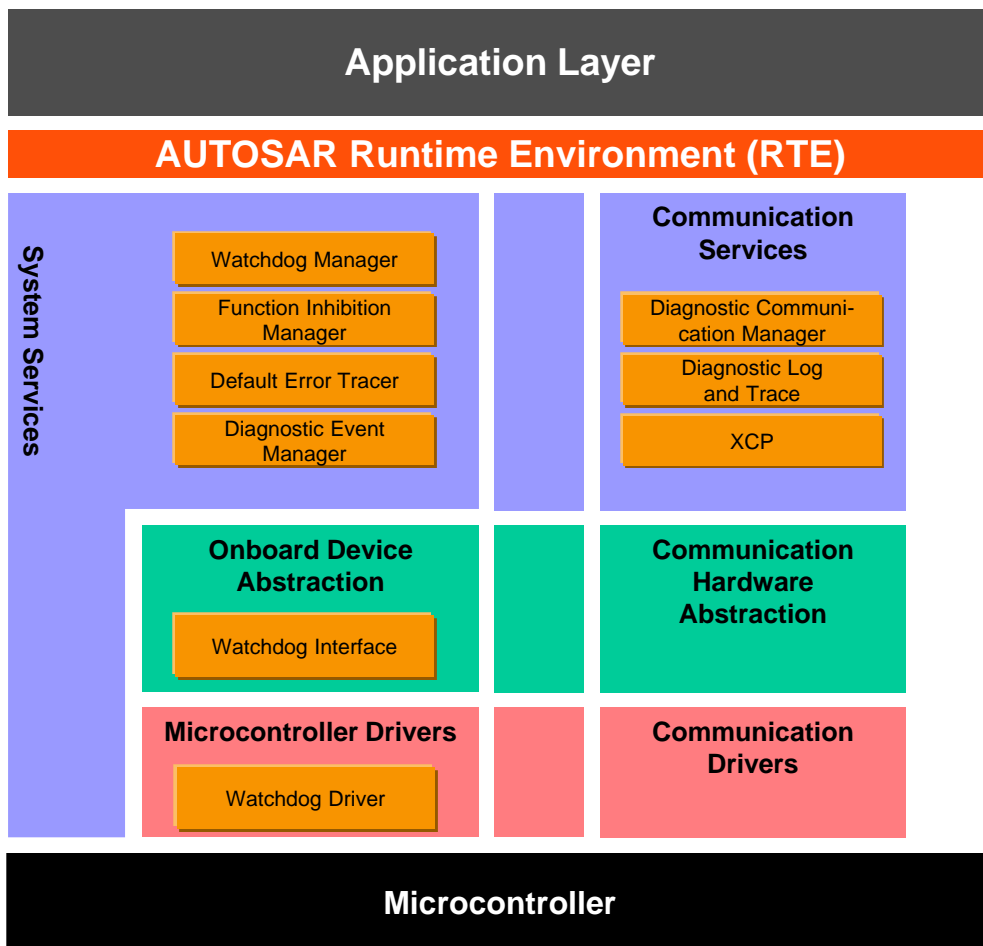 Application Layer
AUTOSAR Runtime Environment (RTE)
System Services
Watchdog Manager
Function Inhibition
Manager
Default Error Tracer
Diagnostic Event
Manager
Communication
Services
Diagnostic Communi-
cation Manager
Diagnostic Log
and Trace
XCP
Onboard Device
Abstraction
Watchdog Interface
Communication
Hardware
Abstraction
Microcontroller Drivers
Watchdog Driver
Communication
Drivers
Microcontroller